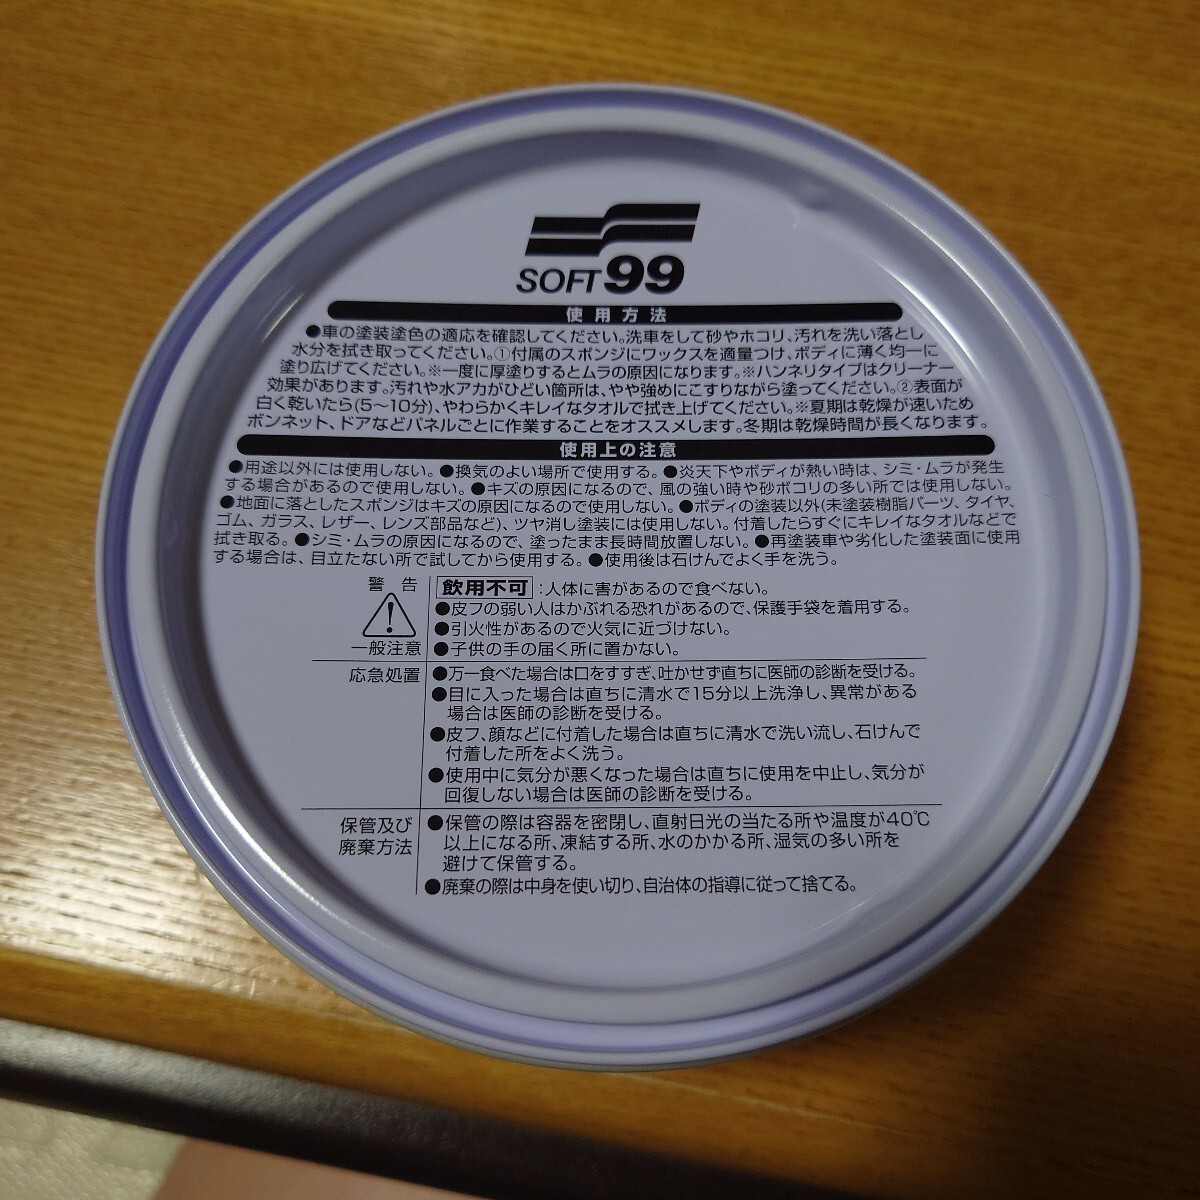 SOFT99
使用方法
●車の塗装塗色の適応を確認してください。洗車をして砂やホコリ、汚れを洗い落とし
水分を拭き取ってください。①付属のスポンジにワックスを適量つけ、ボディに薄く均一に
塗り広げてください。※一度に厚塗りするとムラの原因になります。※ハンネリタイプはクリーナー
効果があります。汚れや水アカがひどい箇所は、やや強めにこすりながら塗ってください。②表面が
白く乾いたら(5〜10分)、やわらかくキレイなタオルで拭き上げてください。※夏期は乾燥が速いため
ボンネット、ドアなどパネルごとに作業することをオススメします。冬期は乾燥時間が長くなります。
使用上の注意
●用途以外には使用しない。●換気のよい場所で使用する。●炎天下やボディが熱い時は、シミ・ムラが発生
する場合があるので使用しない。●キズの原因になるので、風の強い時や砂ボコリの多い所では使用しない。
●地面に落としたスポンジはキズの原因になるので使用しない。●ボディの塗装以外(未塗装樹脂パーツ、タイヤ、
ゴム、ガラス、レザー、レンズ部品など)、ツヤ消し塗装には使用しない。付着したらすぐにキレイなタオルなどで
拭き取る。●シミ・ムラの原因になるので、塗ったまま長時間放置しない。●再塗装車や劣化した塗装面に使用
する場合は、目立たない所で試してから使用する。●使用後は石けんでよく手を洗う。
警告
一般注意
飲用不可:人体に害があるので食べない。
●皮フの弱い人はかぶれる恐れがあるので、保護手袋を着用する。
●引火性があるので火気に近づけない。
●子供の手の届く所に置かない。
応急処置
●万一食べた場合は口をすすぎ、吐かせず直ちに医師の診断を受ける。
●目に入った場合は直ちに清水で15分以上洗浄し、異常がある
場合は医師の診断を受ける。
●皮フ、顔などに付着した場合は直ちに清水で洗い流し、石けんで
付着した所をよく洗う。
●使用中に気分が悪くなった場合は直ちに使用を中止し、気分が
回復しない場合は医師の診断を受ける。
保管及び
廃棄方法
●保管の際は容器を密閉し、直射日光の当たる所や温度が40℃
以上になる所、凍結する所、水のかかる所、湿気の多い所を
避けて保管する。
●廃棄の際は中身を使い切り、自治体の指導に従って捨てる。